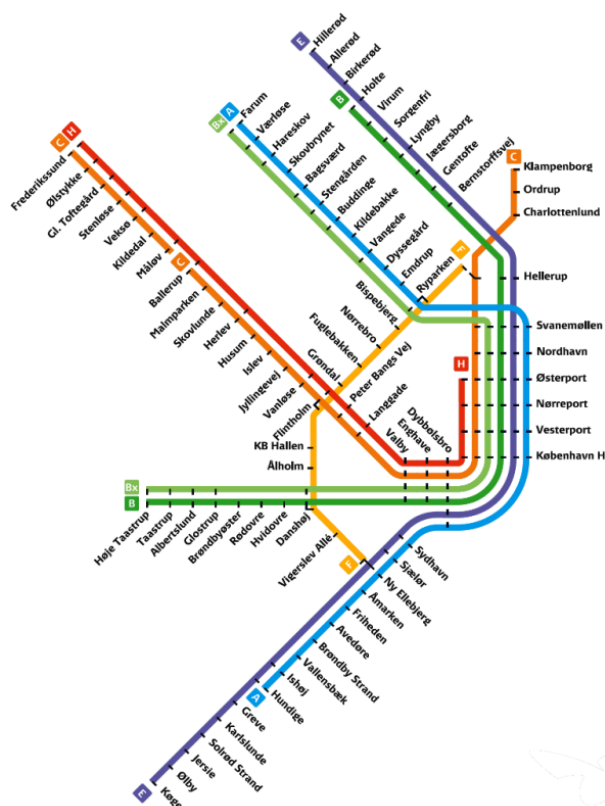 E
Hillerød
Allerød
Birkerød
Holte
B
Virum
Sorgenfri
Lyngby
Jægersborg
Gentofte
Bernstorffsvej
Bx
A
Farum
Værløse
Hareskov
Skovbrynet
Bagsværd
Stengården
Buddinge
Kildebakke
Vangede
Dyssegård
Emdrup
Ryparken
C
H
Frederikssund
Ølstykke
Gl. Toftegård
Stenløse
Veksø
Kildedal
Måløv
C
Ballerup
Malmparken
Skovlunde
Herlev
Husum
Islev
Jyllingevej
Vanløse
Flintholm
Peter Bangs Vej
Langgade
Valby
Enghave
Dybbølsbro
C
Klampenborg
Ordrup
Charlottenlund
Hellerup
Svanemøllen
Nordhavn
H
Østerport
Nørreport
Vesterport
København H
F
Bispebjerg
Nørrebro
Fuglebakken
Grøndal
KB Hallen
Ålholm
Bx
B
Høje Taastrup
Taastrup
Albertslund
Glostrup
Brøndbyøster
Rødovre
Hvidovre
Danshøj
Vigerslev Allé
F
Sydhavn
Sjælør
Ny Ellebjerg
Åmarken
Friheden
Avedøre
Brøndby Strand
Vallensbæk
Ishøj
Hundige
A
Greve
Karlslunde
Solrød Strand
Jersie
Ølby
Køge
E